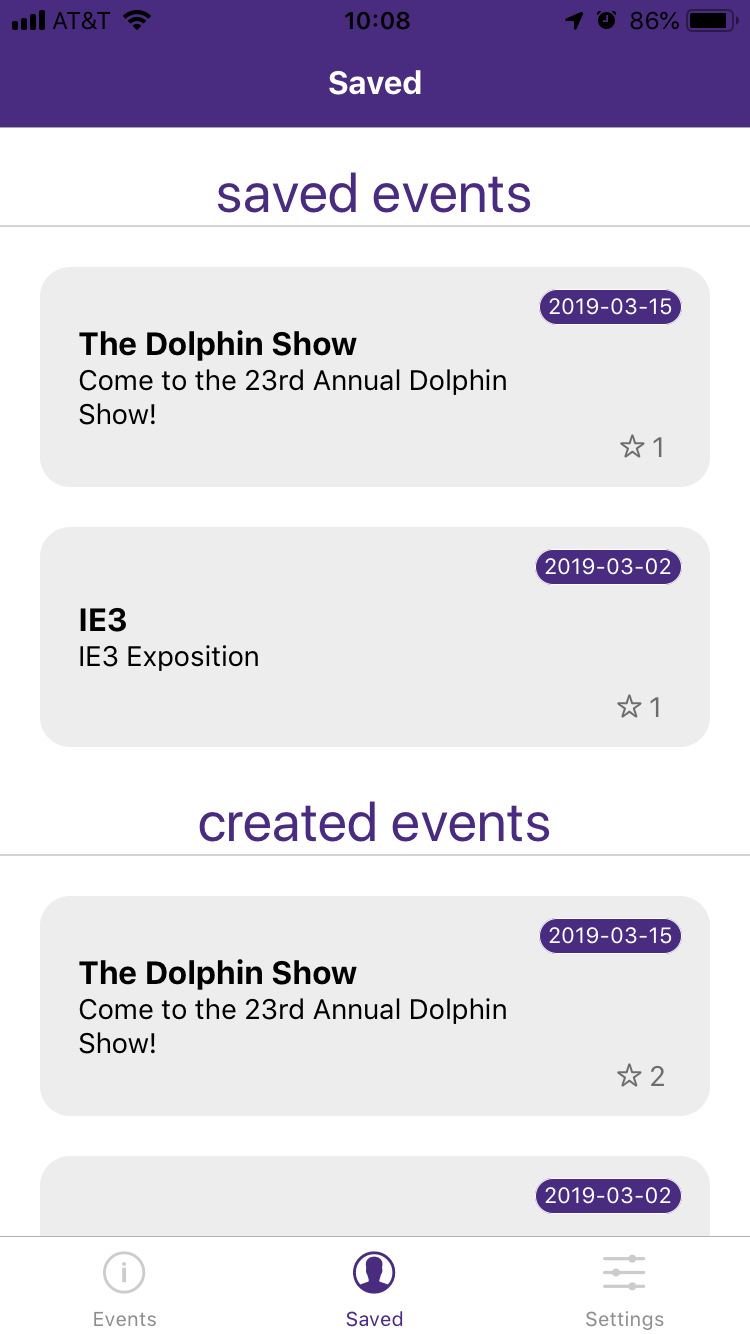 AT&T 10:08 86%
Saved
saved events
2019-03-15
The Dolphin Show
Come to the 23rd Annual Dolphin
Show!
1
2019-03-02
IE3
IE3 Exposition
1
created events
2019-03-15
The Dolphin Show
Come to the 23rd Annual Dolphin
Show!
2
2019-03-02
Events Saved Settings